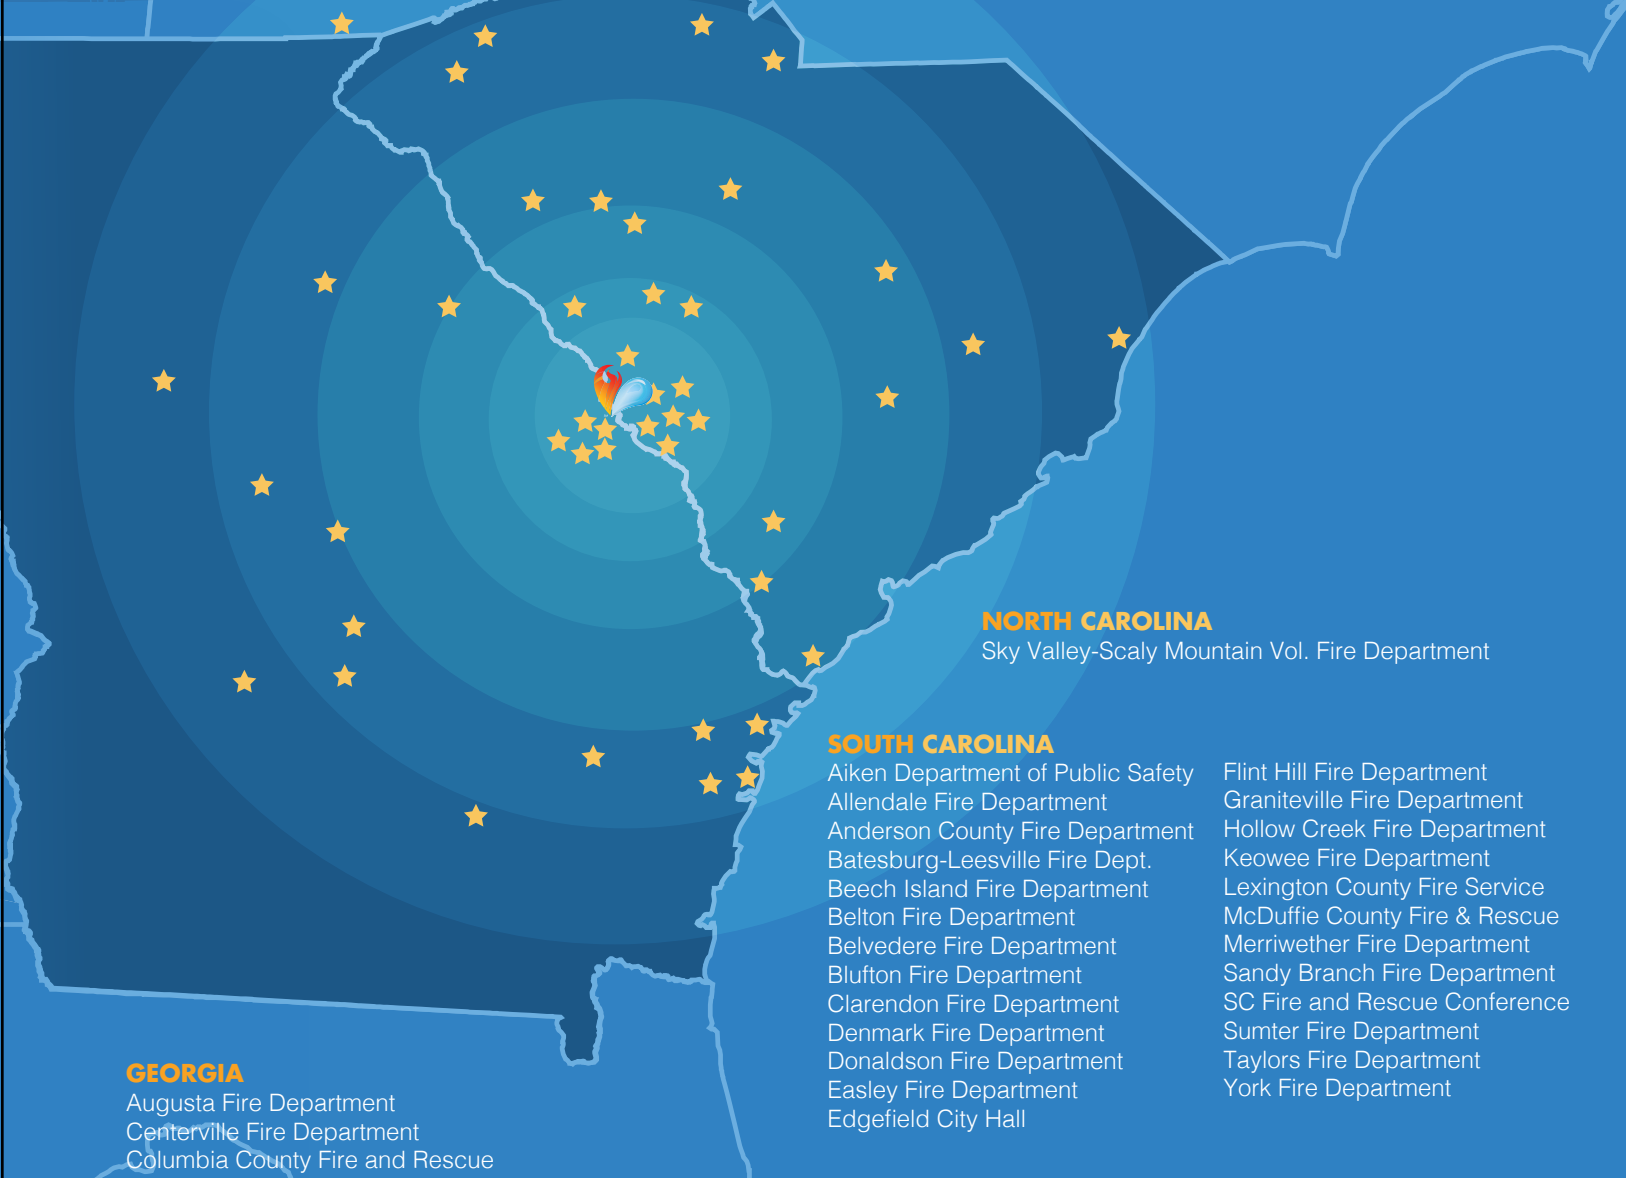 NORTH CAROLINA
Sky Valley-Scaly Mountain Vol. Fire Department
SOUTH CAROLINA
Aiken Department of Public Safety
Allendale Fire Department
Anderson County Fire Department
Batesburg-Leesville Fire Dept.
Beech Island Fire Department
Belton Fire Department
Belvedere Fire Department
Blufton Fire Department
Clarendon Fire Department
Denmark Fire Department
Donaldson Fire Department
Easley Fire Department
Edgefield City Hall
Flint Hill Fire Department
Graniteville Fire Department
Hollow Creek Fire Department
Keowee Fire Department
Lexington County Fire Service
McDuffie County Fire & Rescue
Merriwether Fire Department
Sandy Branch Fire Department
SC Fire and Rescue Conference
Sumter Fire Department
Taylors Fire Department
York Fire Department
GEORGIA
Augusta Fire Department
Centerville Fire Department
Columbia County Fire and Rescue